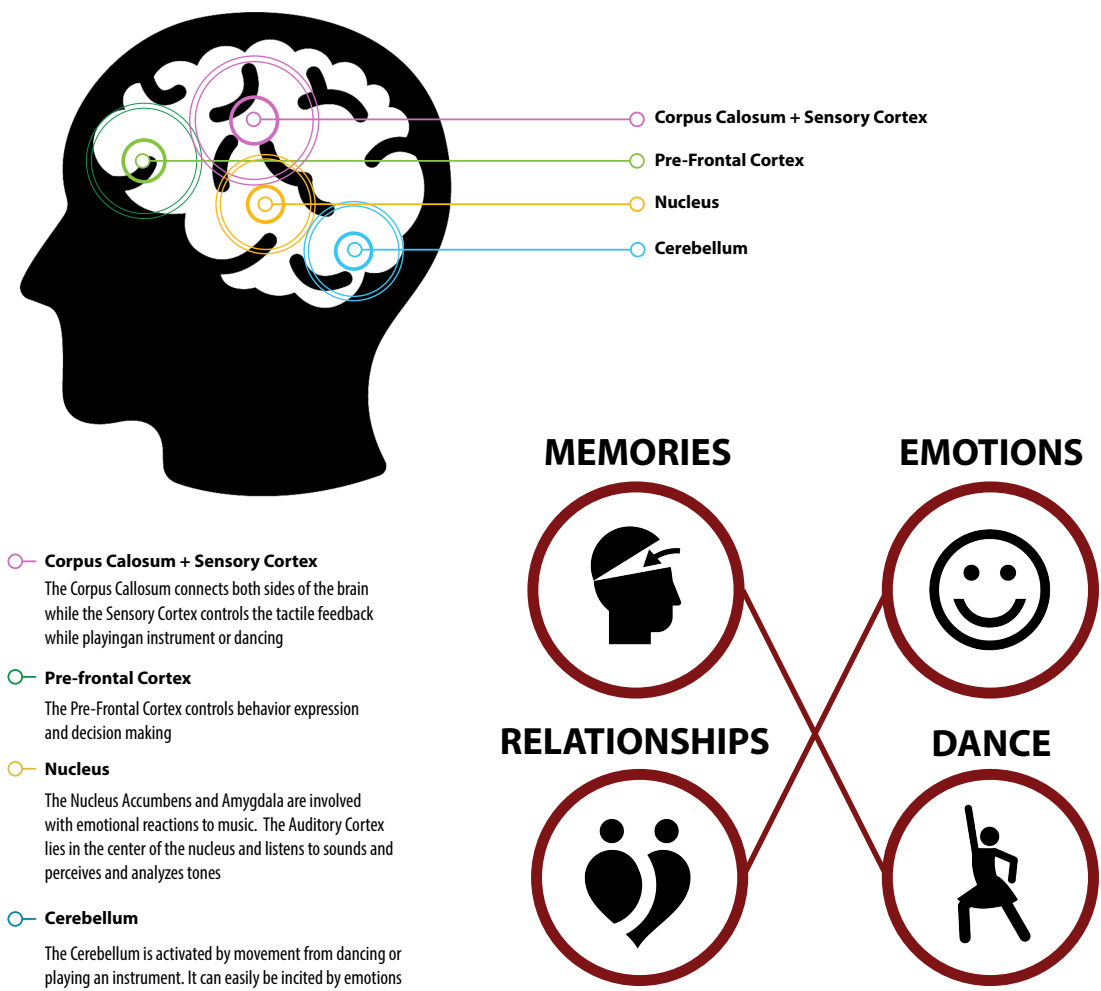 Corpus Calosum + Sensory Cortex
Pre-Frontal Cortex
Nucleus
Cerebellum
MEMORIES
EMOTIONS
RELATIONSHIPS
DANCE
Corpus Calosum + Sensory Cortex
The Corpus Callosum connects both sides of the brain
while the Sensory Cortex controls the tactile feedback
while playingan instrument or dancing
Pre-frontal Cortex
The Pre-Frontal Cortex controls behavior expression
and decision making
Nucleus
The Nucleus Accumbens and Amygdala are involved
with emotional reactions to music. The Auditory Cortex
lies in the center of the nucleus and listens to sounds and
perceives and analyzes tones
Cerebellum
The Cerebellum is activated by movement from dancing or
playing an instrument. It can easily be incited by emotions